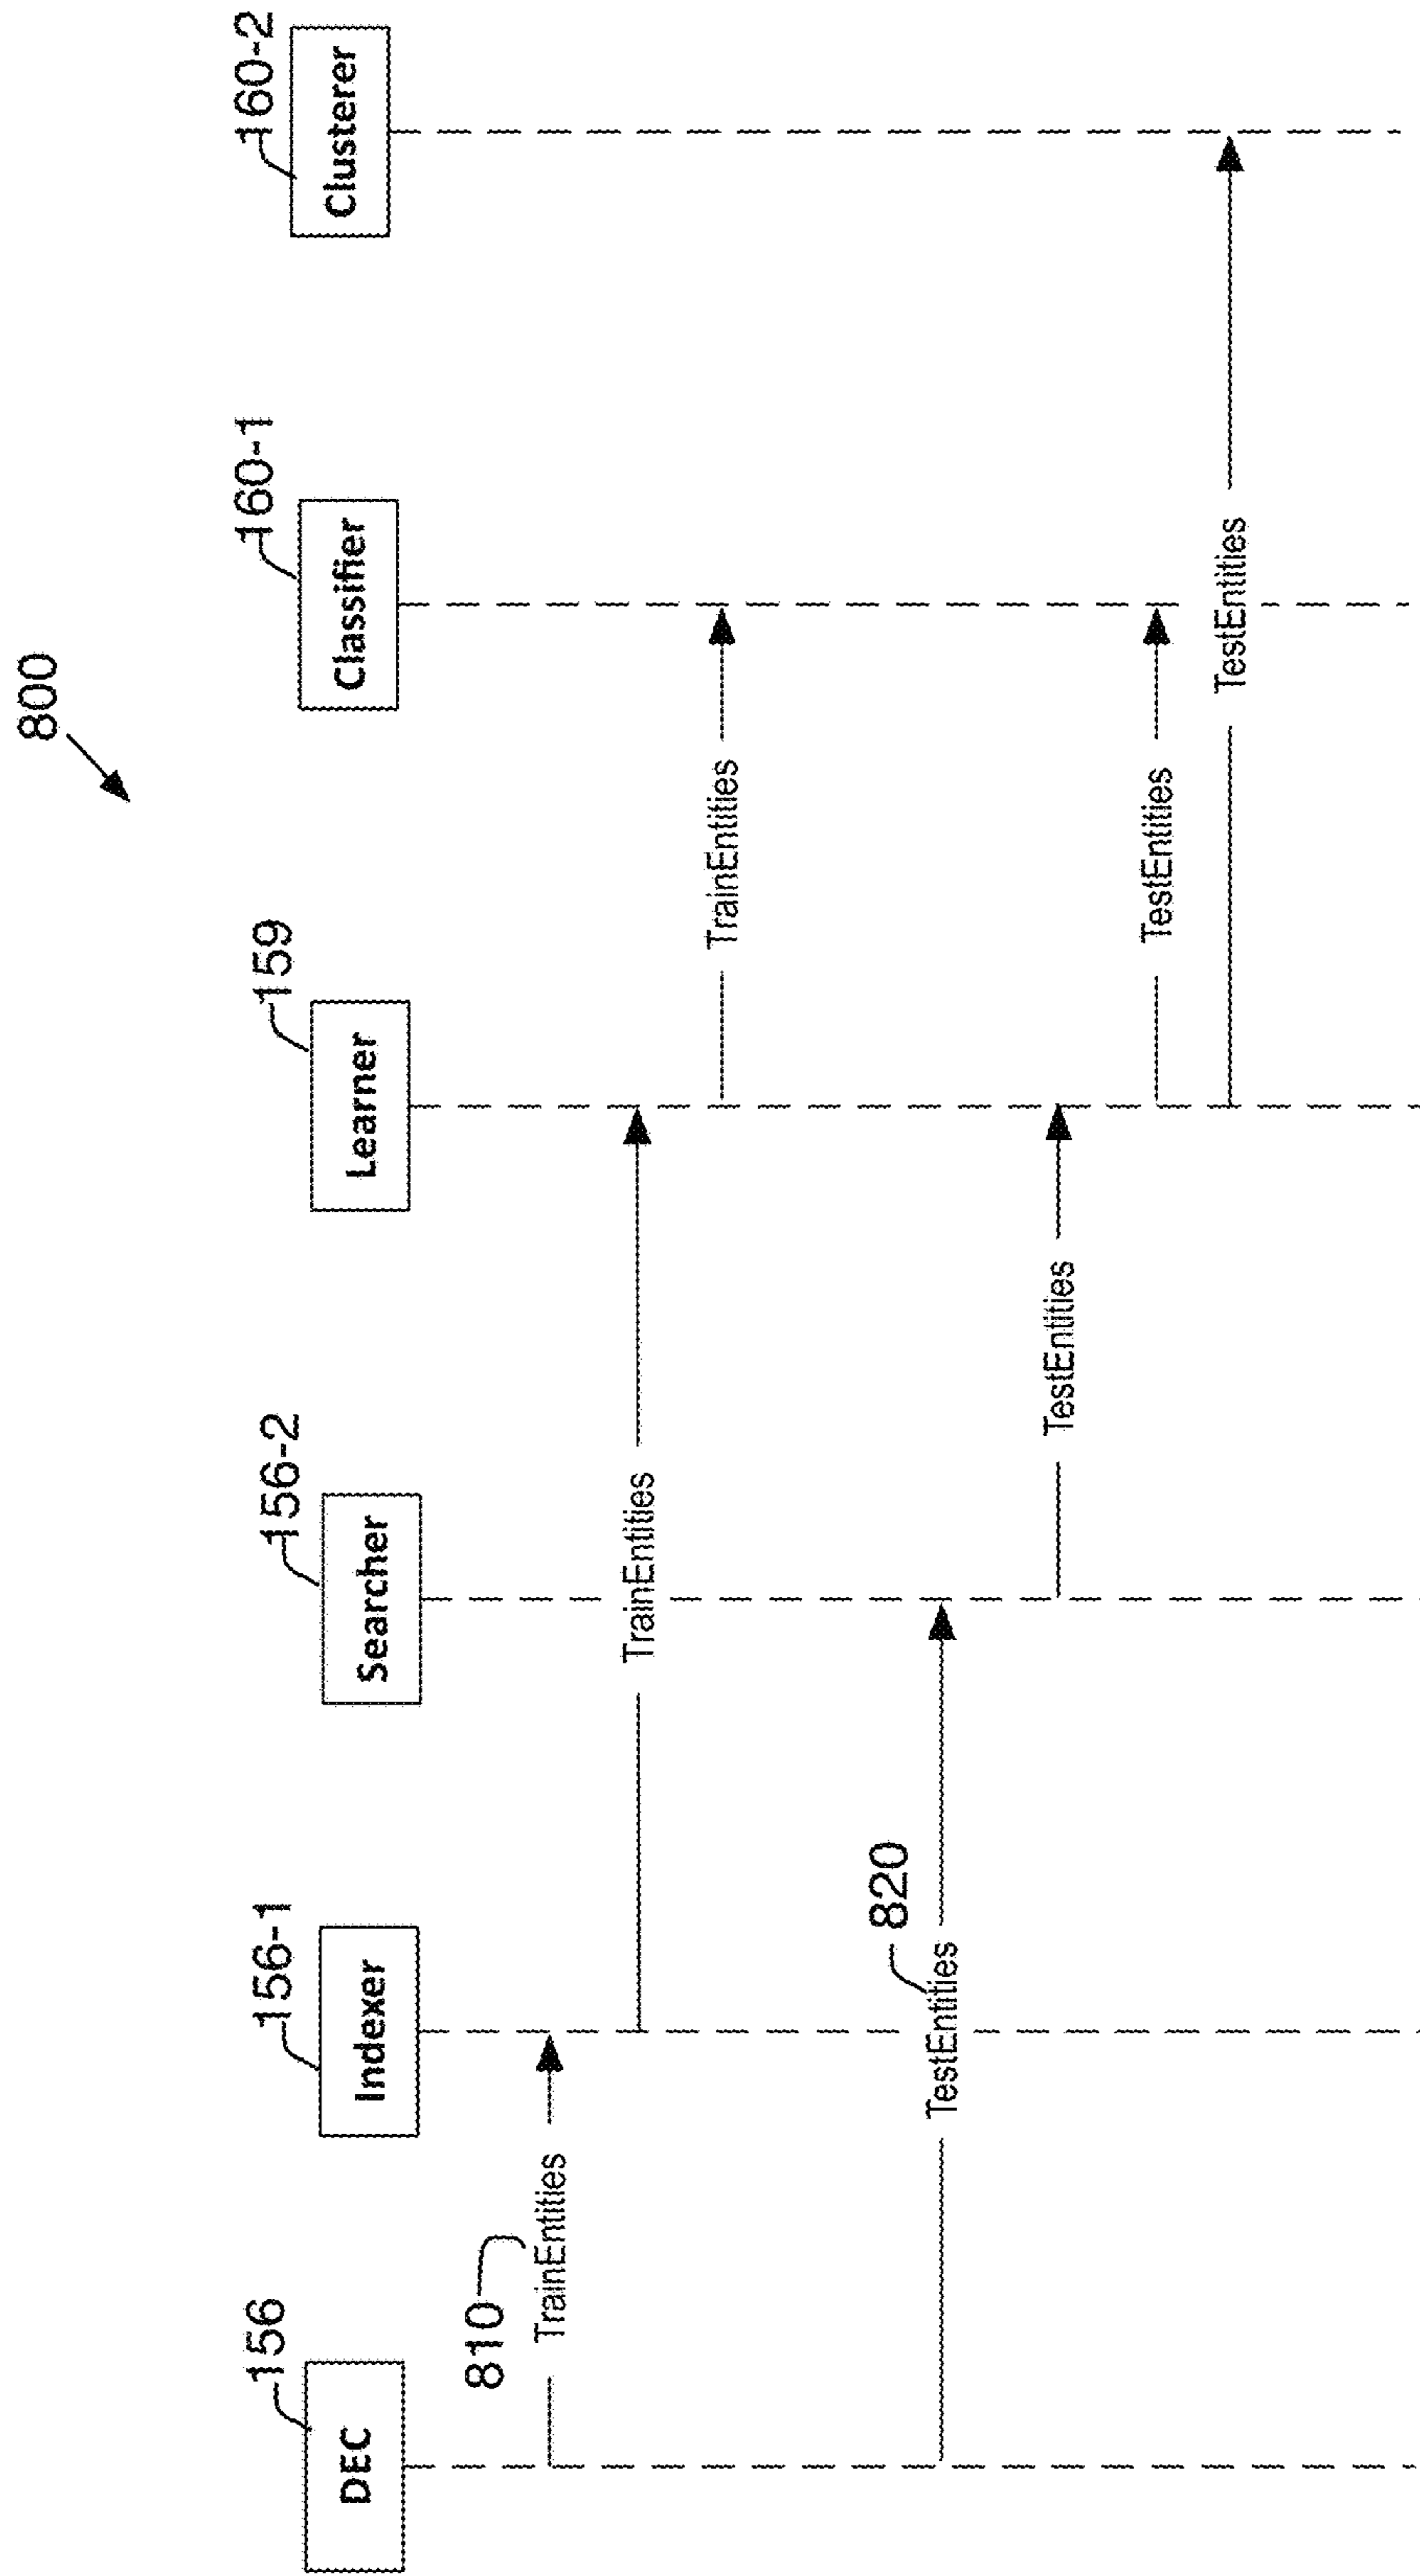 800
156
156-1
156-2
159
160-1
160-2
DEC
Indexer
Searcher
Learner
Classifier
Clusterer
810
TrainEntities
TrainEntities
TrainEntities
820
TestEntities
TestEntities
TestEntities
TestEntities